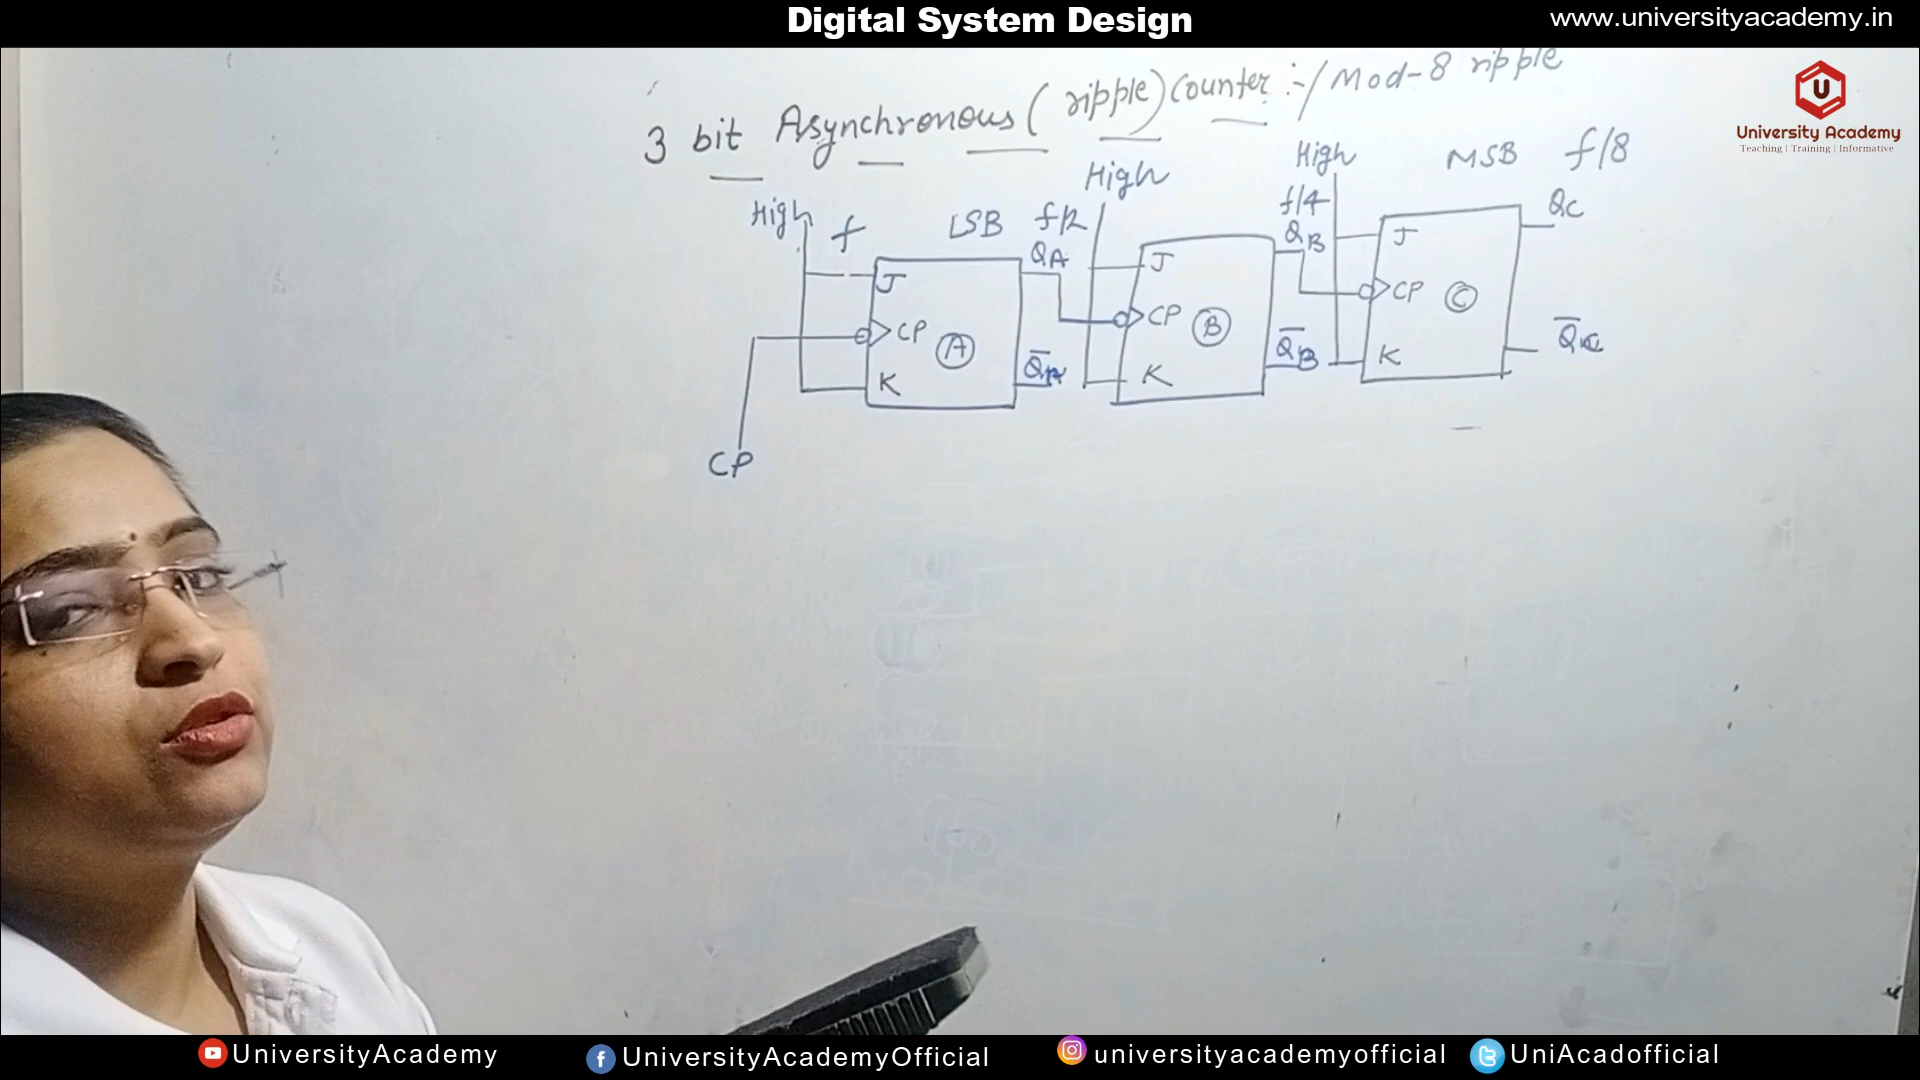 Digital System Design
www.universityacademy.in
3 bit Asynchronous (ripple) Counter :-/ Mod-8 ripple
U
University Academy
Teaching | Training | Informative
High f LSB f/2 High f/4 High MSB f/8
J QA J QB J QC
CP A CP B CP C
K Q̅A K Q̅B K Q̅C
CP
UniversityAcademy
UniversityAcademyOfficial
universityacademyofficial
UniAcadofficial